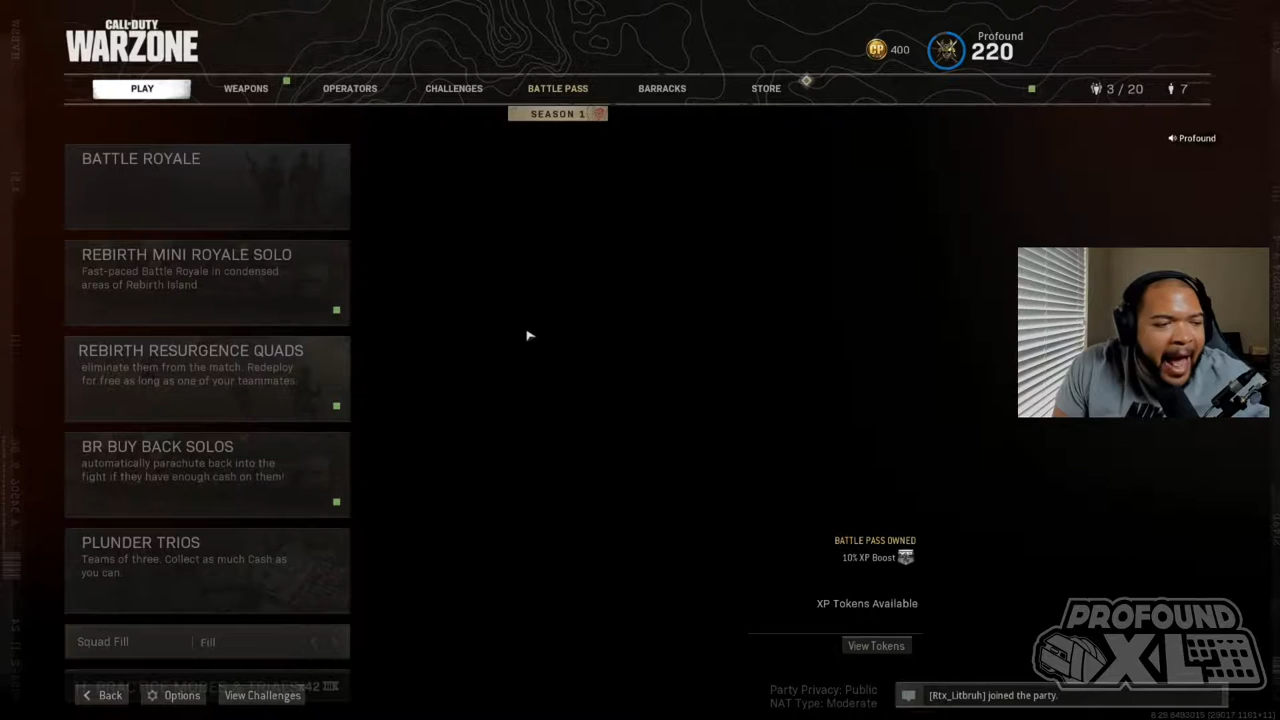 CALL OF DUTY
WARZONE
CP 400
Profound
220
PLAY
WEAPONS
OPERATORS
CHALLENGES
BATTLE PASS
BARRACKS
STORE
3 / 20
7
SEASON 1
Profound
BATTLE ROYALE
REBIRTH MINI ROYALE SOLO
Fast-paced Battle Royale in condensed
areas of Rebirth Island
REBIRTH RESURGENCE QUADS
eliminate them from the match. Redeploy
for free as long as one of your teammates
BR BUY BACK SOLOS
automatically parachute back into the
fight if they have enough cash on them!
PLUNDER TRIOS
Teams of three. Collect as much Cash as
you can.
BATTLE PASS OWNED
10% XP Boost
XP Tokens Available
View Tokens
Squad Fill
Fill
Back
Options
View Challenges
Party Privacy: Public
NAT Type: Moderate
[Rtx_Litbruh] joined the party.
PROFOUND
XL